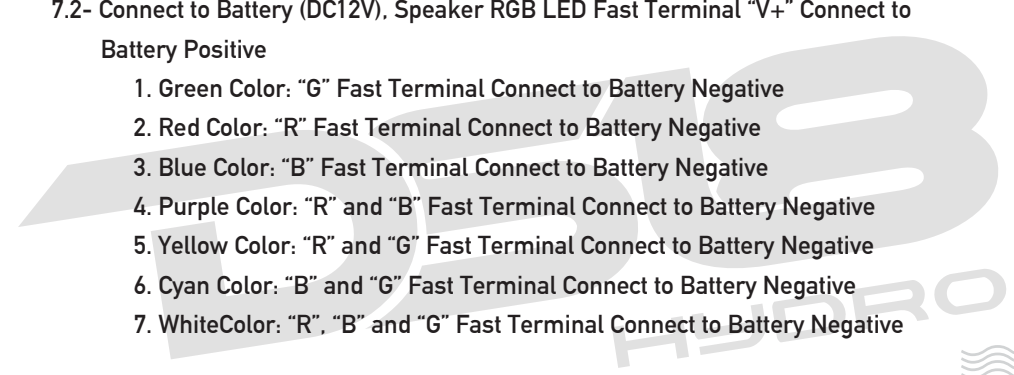 7.2- Connect to Battery (DC12V), Speaker RGB LED Fast Terminal “V+” Connect to
Battery Positive
1. Green Color: “G” Fast Terminal Connect to Battery Negative
2. Red Color: “R” Fast Terminal Connect to Battery Negative
3. Blue Color: “B” Fast Terminal Connect to Battery Negative
4. Purple Color: “R” and “B” Fast Terminal Connect to Battery Negative
5. Yellow Color: “R” and “G” Fast Terminal Connect to Battery Negative
6. Cyan Color: “B” and “G” Fast Terminal Connect to Battery Negative
7. WhiteColor: “R”, “B” and “G” Fast Terminal Connect to Battery Negative
DS18
HYDRO